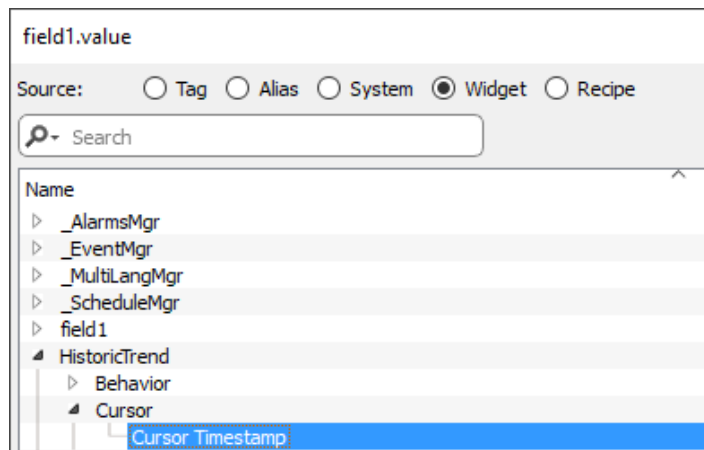 field1.value
Source: Tag Alias System Widget Recipe
Search
Name
_AlarmsMgr
_EventMgr
_MultiLangMgr
_ScheduleMgr
field1
HistoricTrend
Behavior
Cursor
Cursor Timestamp